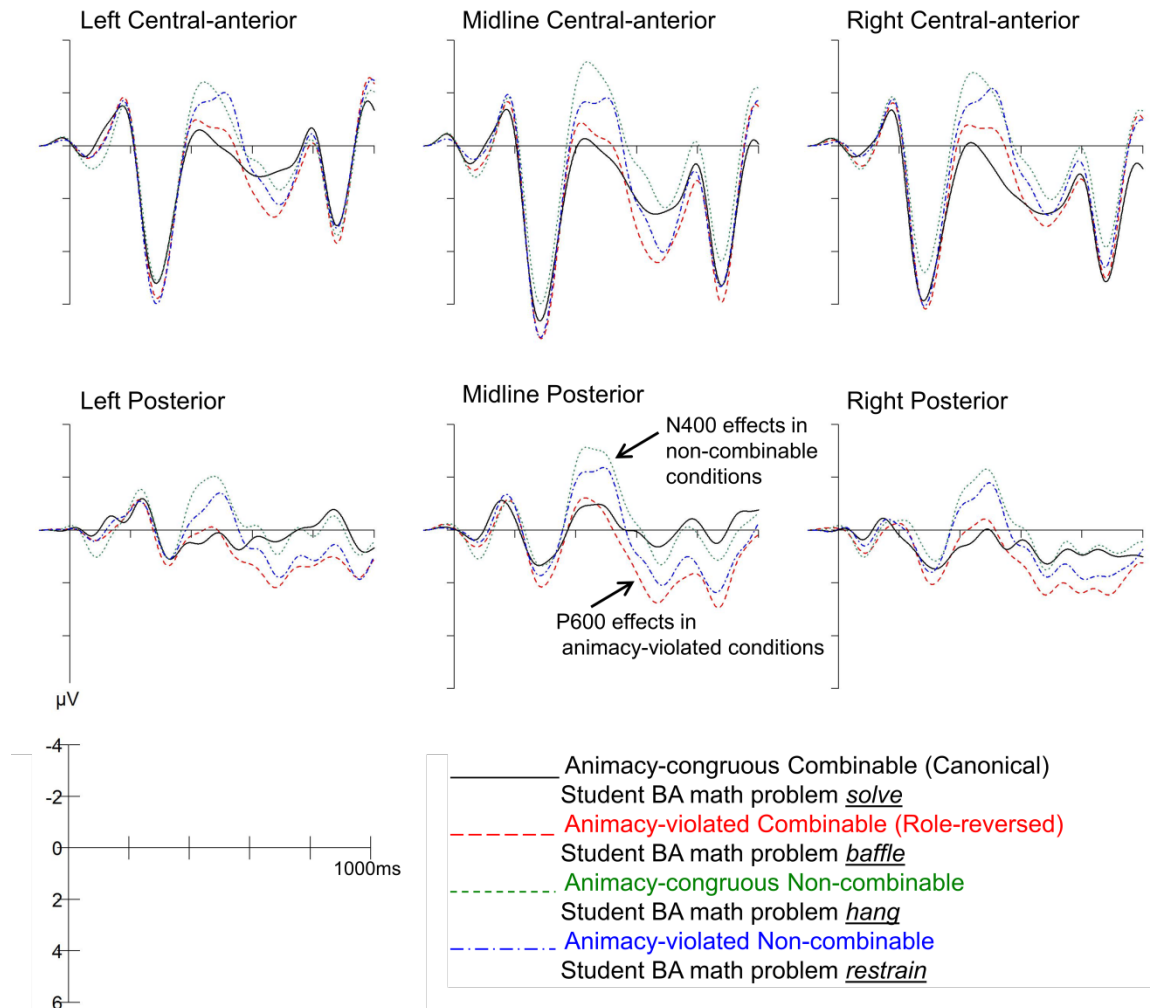 Left Central-anterior
Midline Central-anterior
Right Central-anterior
Left Posterior
Midline Posterior
Right Posterior
N400 effects in
non-combinable
conditions
P600 effects in
animacy-violated conditions
µV
-4
-2
0
2
4
6
1000ms
Animacy-congruous Combinable (Canonical)
Student BA math problem solve
Animacy-violated Combinable (Role-reversed)
Student BA math problem baffle
Animacy-congruous Non-combinable
Student BA math problem hang
Animacy-violated Non-combinable
Student BA math problem restrain